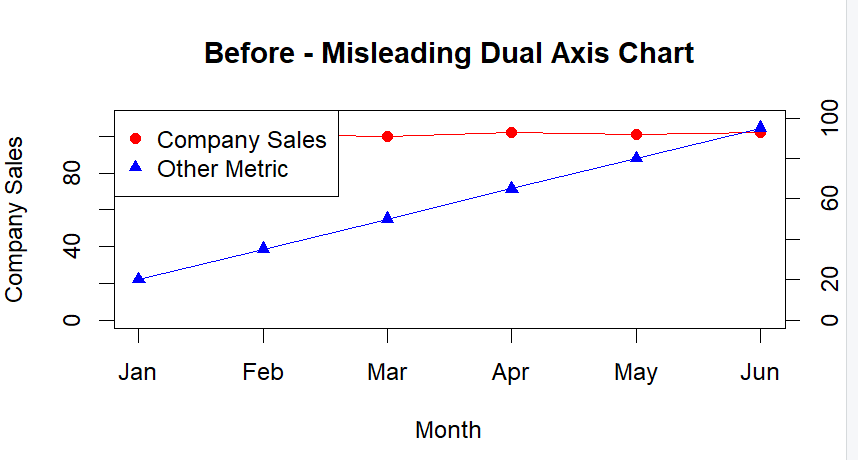 Before - Misleading Dual Axis Chart
Company Sales
Other Metric
Company Sales
80
40
0
100
60
20
0
Jan Feb Mar Apr May Jun
Month